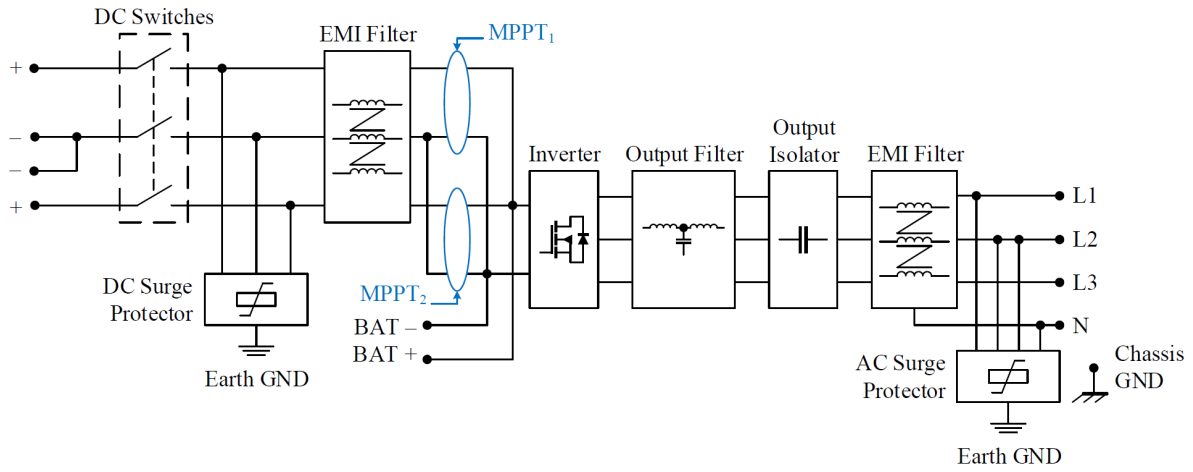 DC Switches
EMI Filter
MPPT₁
+
–
–
+
Inverter
Output Filter
Output
Isolator
EMI Filter
L1
L2
L3
N
DC Surge
Protector
MPPT₂
BAT –
BAT +
Earth GND
AC Surge
Protector
Chassis
GND
Earth GND